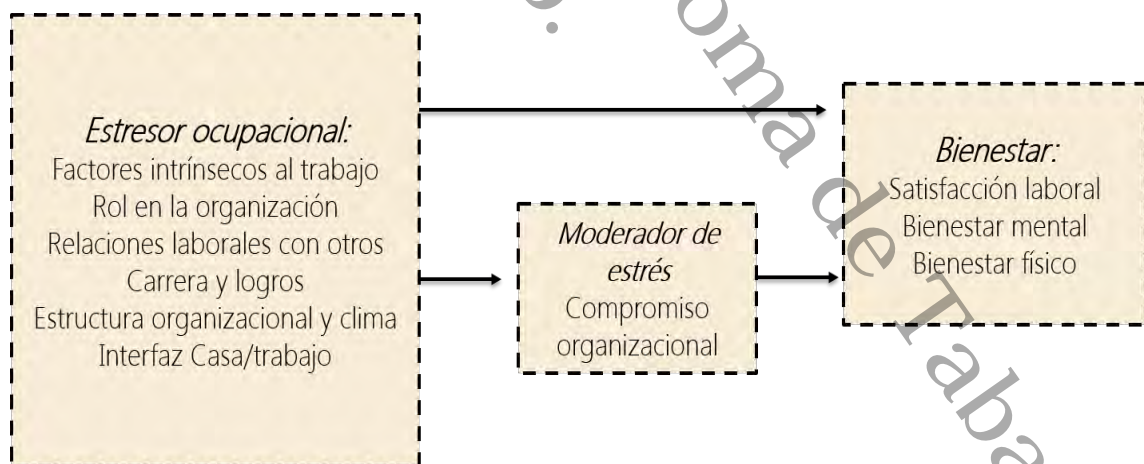 Estresor ocupacional:
Factores intrínsecos al trabajo
Rol en la organización
Relaciones laborales con otros
Carrera y logros
Estructura organizacional y clima
Interfaz Casa/trabajo
Moderador de
estrés
Compromiso
organizacional
Bienestar:
Satisfacción laboral
Bienestar mental
Bienestar físico
de